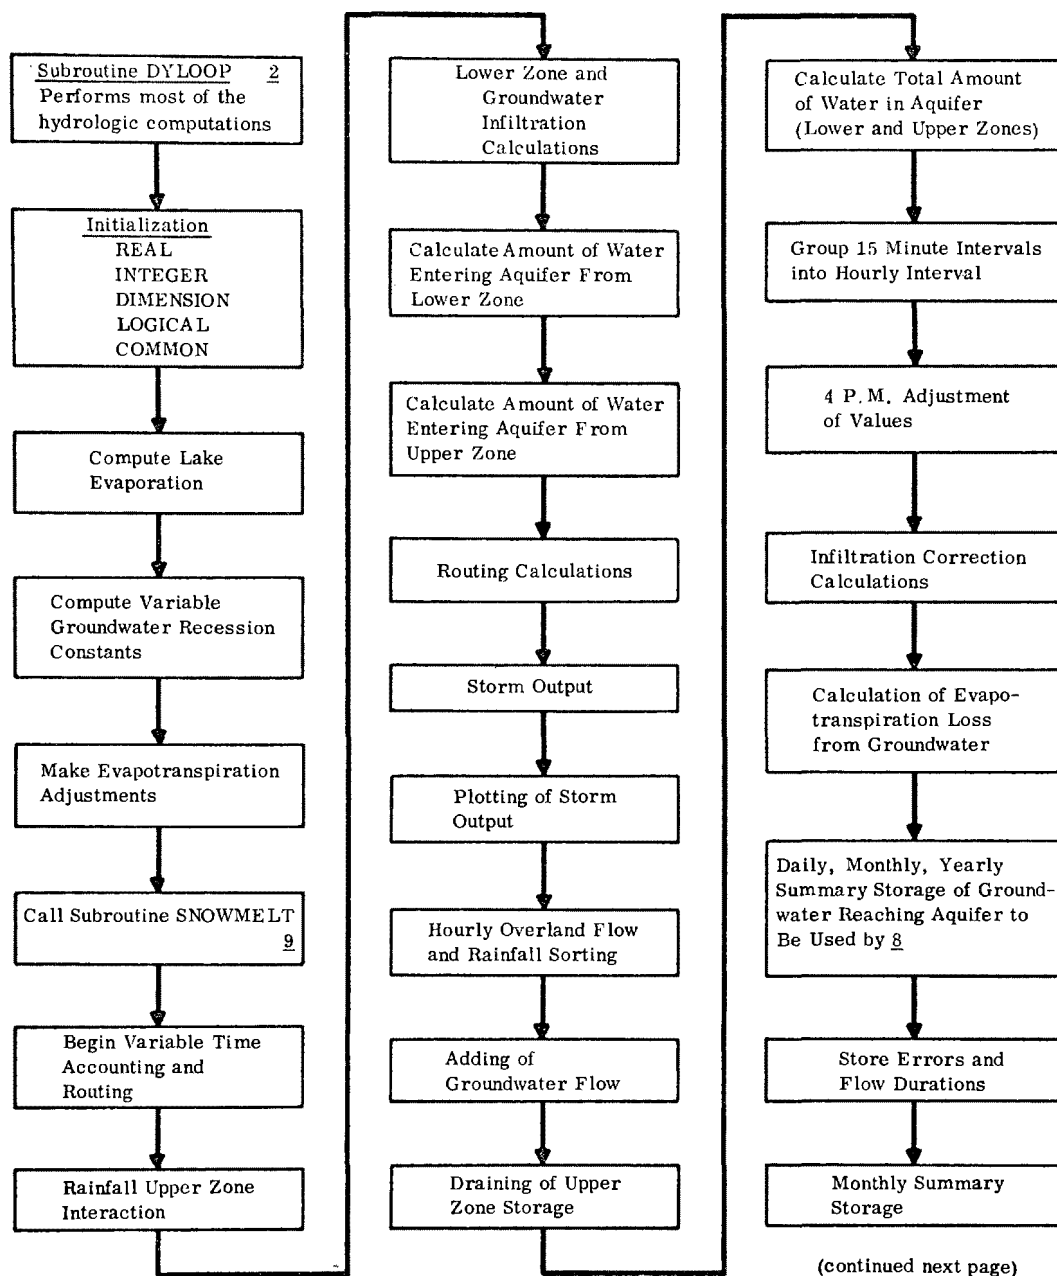 Subroutine DYLOOP 2
Performs most of the
hydrologic computations
Initialization
REAL
INTEGER
DIMENSION
LOGICAL
COMMON
Compute Lake
Evaporation
Compute Variable
Groundwater Recession
Constants
Make Evapotranspiration
Adjustments
Call Subroutine SNOWMELT
9
Begin Variable Time
Accounting and
Routing
Rainfall Upper Zone
Interaction
Lower Zone and
Groundwater
Infiltration
Calculations
Calculate Amount of Water
Entering Aquifer From
Lower Zone
Calculate Amount of Water
Entering Aquifer From
Upper Zone
Routing Calculations
Storm Output
Plotting of Storm
Output
Hourly Overland Flow
and Rainfall Sorting
Adding of
Groundwater Flow
Draining of Upper
Zone Storage
Calculate Total Amount
of Water in Aquifer
(Lower and Upper Zones)
Group 15 Minute Intervals
into Hourly Interval
4 P.M. Adjustment
of Values
Infiltration Correction
Calculations
Calculation of Evapo-
transpiration Loss
from Groundwater
Daily, Monthly, Yearly
Summary Storage of Ground-
water Reaching Aquifer to
Be Used by 8
Store Errors and
Flow Durations
Monthly Summary
Storage
(continued next page)